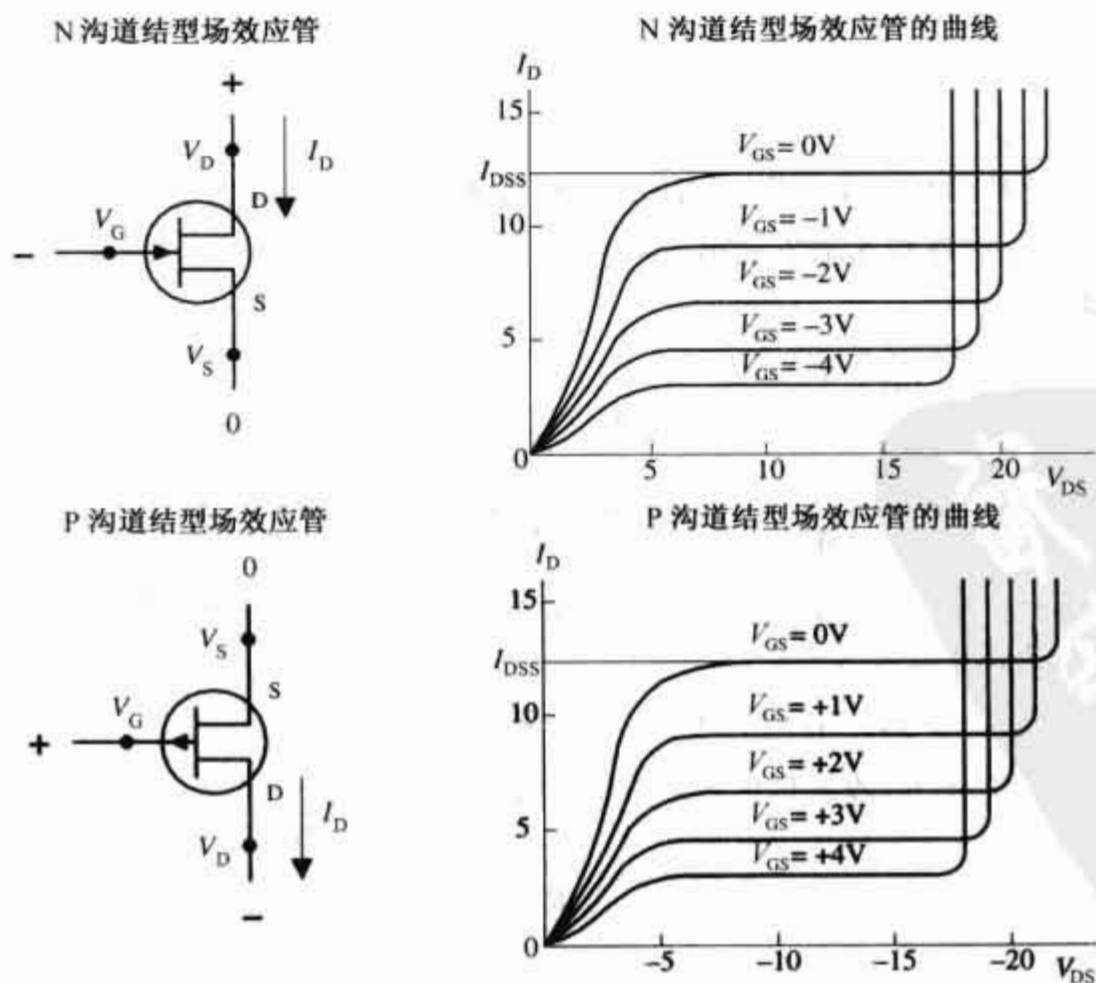 N 沟道结型场效应管
+
V_D
I_D
D
V_G
−
S
V_S
0
N 沟道结型场效应管的曲线
I_D
15
V_GS = 0V
I_DSS
V_GS = −1V
10
V_GS = −2V
V_GS = −3V
5
V_GS = −4V
0
5 10 15 20 V_DS
P 沟道结型场效应管
0
V_S
S
V_G
+
D
I_D
V_D
−
P 沟道结型场效应管的曲线
I_D
15
V_GS = 0V
I_DSS
V_GS = +1V
10
V_GS = +2V
V_GS = +3V
5
V_GS = +4V
0
−5 −10 −15 −20 V_DS